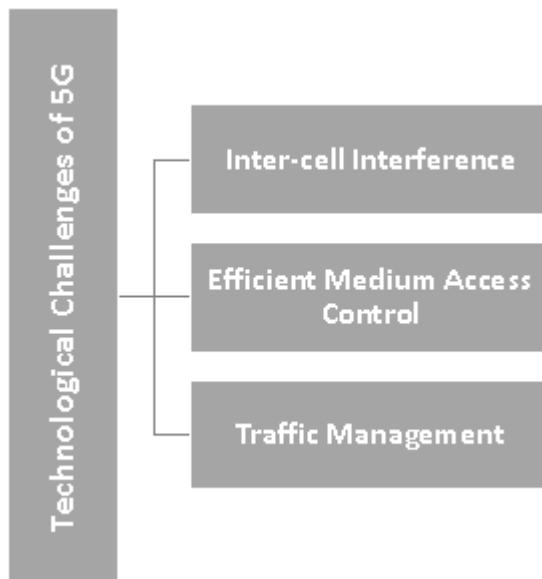 Technological Challenges of 5G
Inter-cell Interference
Efficient Medium Access
Control
Traffic Management